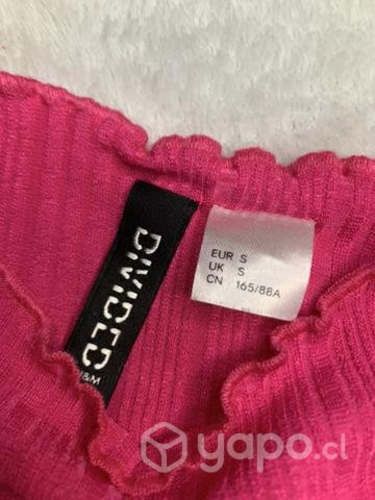 DIVIDED
H&M
EUR S
UK S
CN 165/88A
yapo.cl